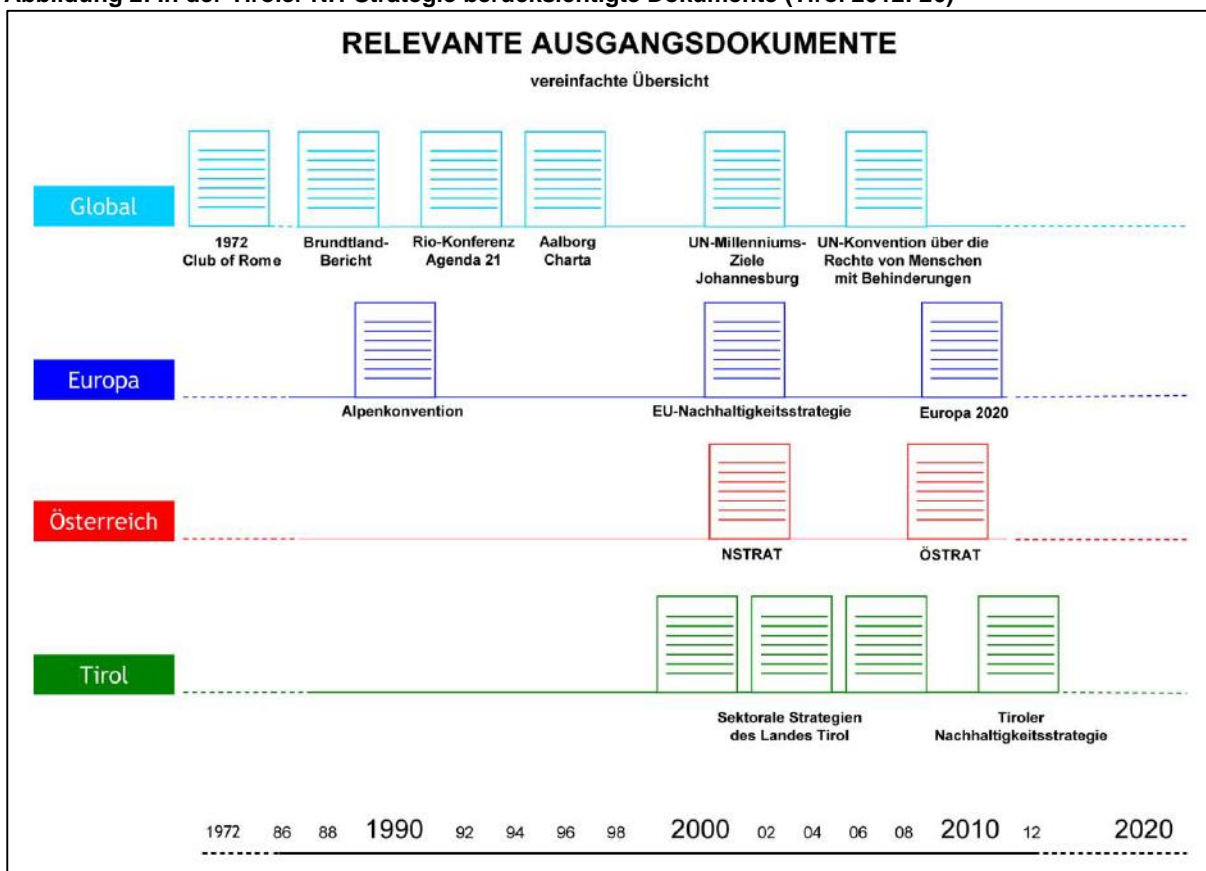 Abbildung 2: In der Tiroler NH-Strategie berücksichtigte Dokumente (Tirol 2012: 26)
RELEVANTE AUSGANGSDOKUMENTE
vereinfachte Übersicht
Global
1972
Club of Rome
Brundtland-
Bericht
Rio-Konferenz
Agenda 21
Aalborg
Charta
UN-Millenniums-
Ziele
Johannesburg
UN-Konvention über die
Rechte von Menschen
mit Behinderungen
Europa
Alpenkonvention
EU-Nachhaltigkeitsstrategie
Europa 2020
Österreich
NSTRAT
ÖSTRAT
Tirol
Sektorale Strategien
des Landes Tirol
Tiroler
Nachhaltigkeitsstrategie
1972 86 88 1990 92 94 96 98 2000 02 04 06 08 2010 12 2020